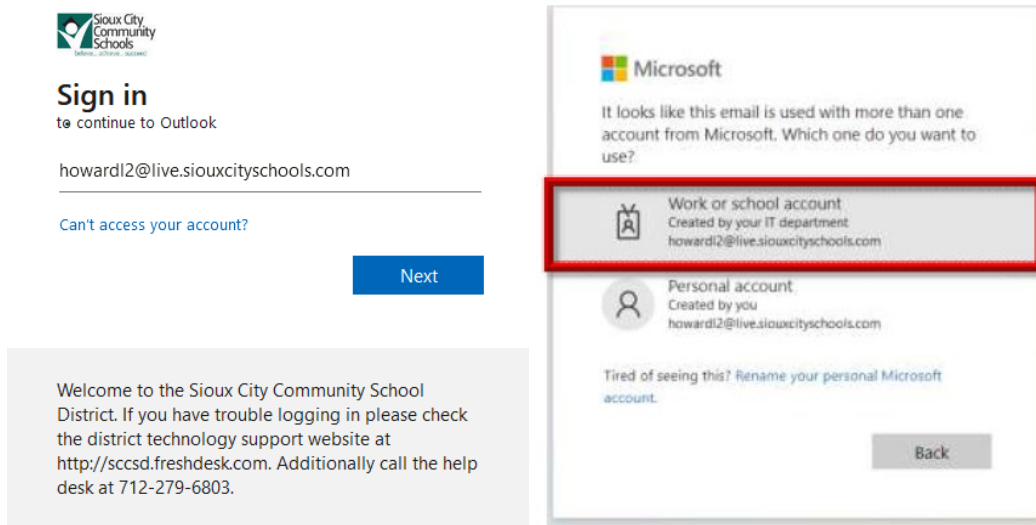 Sioux City
Community
Schools
believe... achieve... succeed
Sign in
to continue to Outlook
howardl2@live.siouxcityschools.com
Can't access your account?
Next
Welcome to the Sioux City Community School
District. If you have trouble logging in please check
the district technology support website at
http://sccsd.freshdesk.com. Additionally call the help
desk at 712-279-6803.
Microsoft
It looks like this email is used with more than one
account from Microsoft. Which one do you want to
use?
Work or school account
Created by your IT department
howardl2@live.siouxcityschools.com
Personal account
Created by you
howardl2@live.siouxcityschools.com
Tired of seeing this? Rename your personal Microsoft
account.
Back